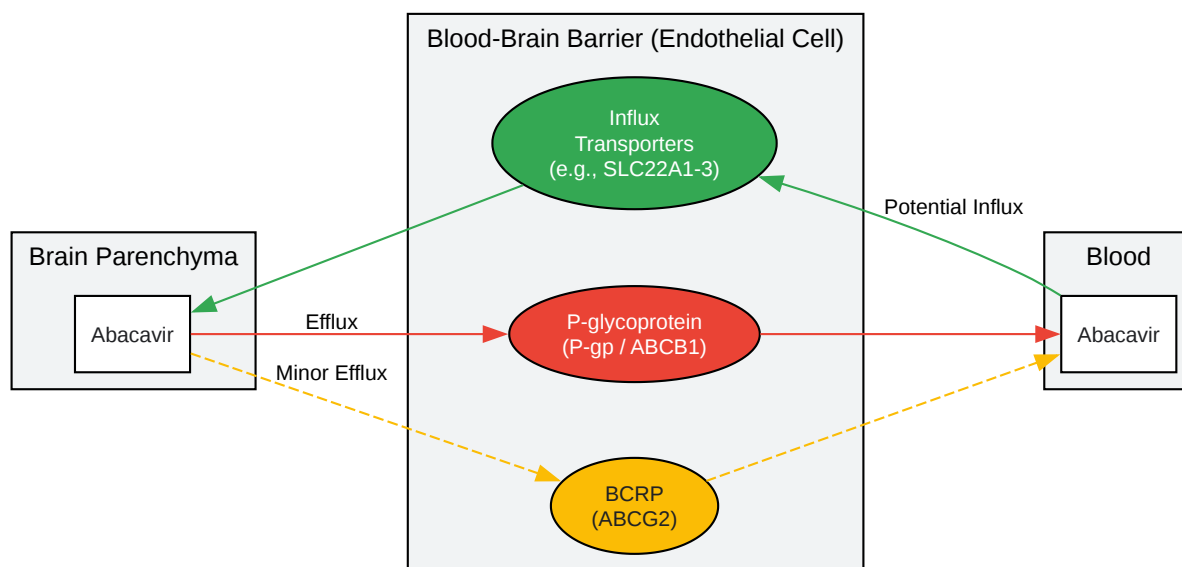 Blood-Brain Barrier (Endothelial Cell)
Influx
Transporters
(e.g., SLC22A1-3)
Potential Influx
Brain Parenchyma
Blood
Abacavir
Efflux
P-glycoprotein
(P-gp / ABCB1)
Abacavir
Minor Efflux
BCRP
(ABCG2)